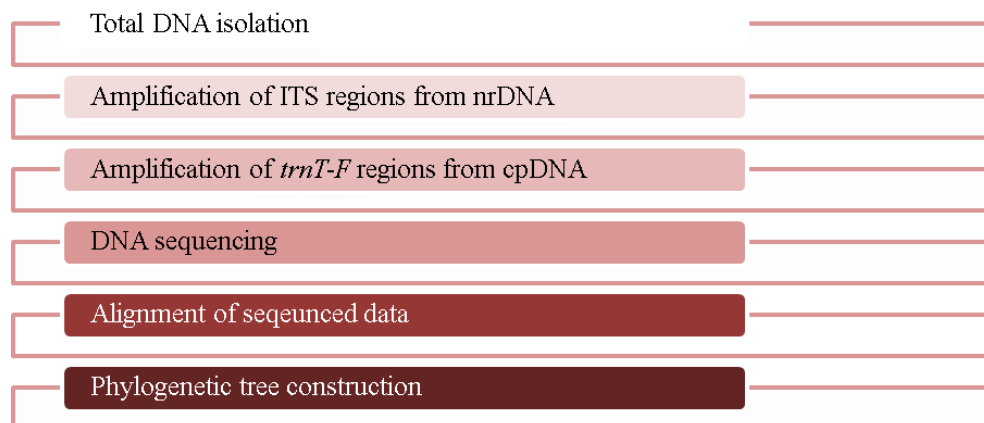 Total DNA isolation
Amplification of ITS regions from nrDNA
Amplification of trnT-F regions from cpDNA
DNA sequencing
Alignment of seqeunced data
Phylogenetic tree construction